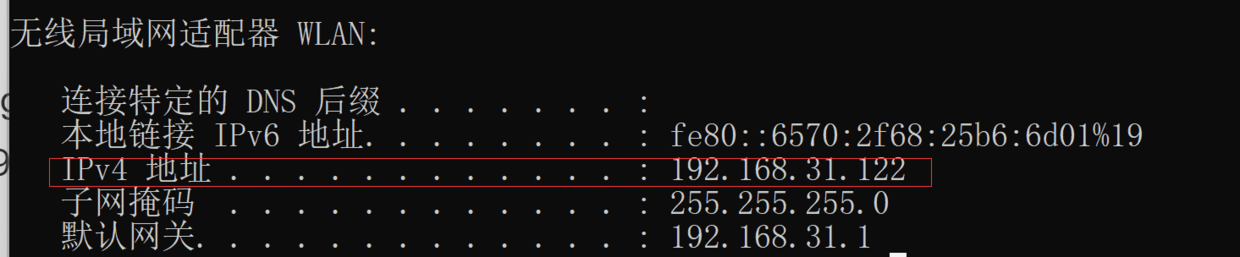 无线局域网适配器 WLAN:
连接特定的 DNS 后缀 . . . . . . . :
本地链接 IPv6 地址. . . . . . . . : fe80::6570:2f68:25b6:6d01%19
IPv4 地址 . . . . . . . . . . . . : 192.168.31.122
子网掩码  . . . . . . . . . . . . : 255.255.255.0
默认网关. . . . . . . . . . . . . : 192.168.31.1